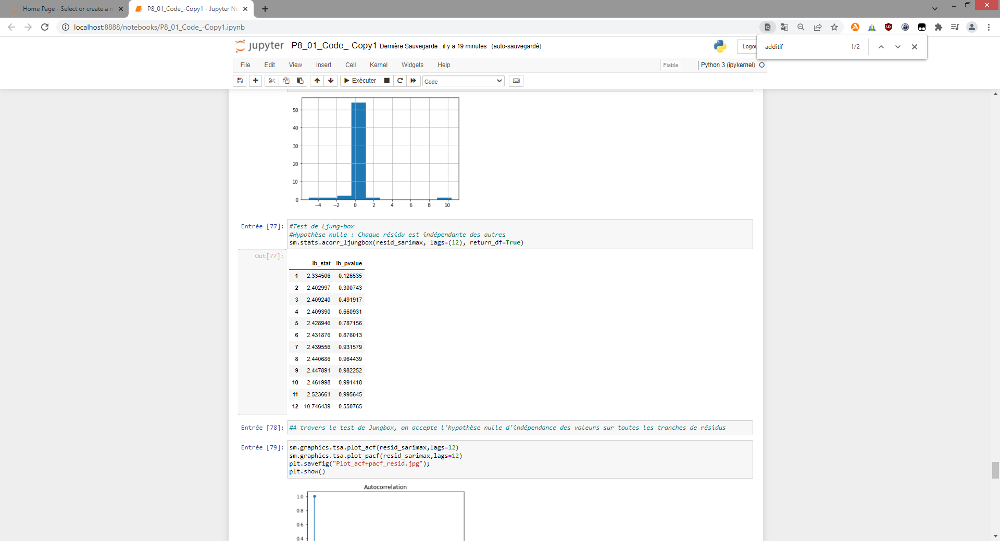 Home Page - Select or create a n
P8_01_Code_-Copy1 - Jupyter No
localhost:8888/notebooks/P8_01_Code_-Copy1.ipynb
additif
1/2
jupyter
P8_01_Code_-Copy1
Dernière Sauvegarde : il y a 19 minutes
(auto-sauvegardé)
Logou
File
Edit
View
Insert
Cell
Kernel
Widgets
Help
Fiable
Python 3 (ipykernel)
Exécuter
Code
50
40
30
20
10
0
−4 −2 0 2 4 6 8 10
Entrée [77]:
#Test de Ljung-box
#Hypothèse nulle : Chaque résidu est indépendante des autres
sm.stats.acorr_ljungbox(resid_sarimax, lags=(12), return_df=True)
Out[77]:
lb_stat lb_pvalue
1 2.334506 0.126535
2 2.402997 0.300743
3 2.409240 0.491917
4 2.409390 0.660931
5 2.428946 0.787156
6 2.431876 0.876013
7 2.439556 0.931579
8 2.440686 0.964439
9 2.447891 0.982252
10 2.461998 0.991418
11 2.523661 0.995645
12 10.746439 0.550765
Entrée [78]:
#A travers le test de Jungbox, on accepte l'hypothèse nulle d'indépendance des valeurs sur toutes les tranches de résidus
Entrée [79]:
sm.graphics.tsa.plot_acf(resid_sarimax,lags=12)
sm.graphics.tsa.plot_pacf(resid_sarimax,lags=12)
plt.savefig("Plot_acf+pacf_resid.jpg");
plt.show()
Autocorrelation
1.0
0.8
0.6
0.4